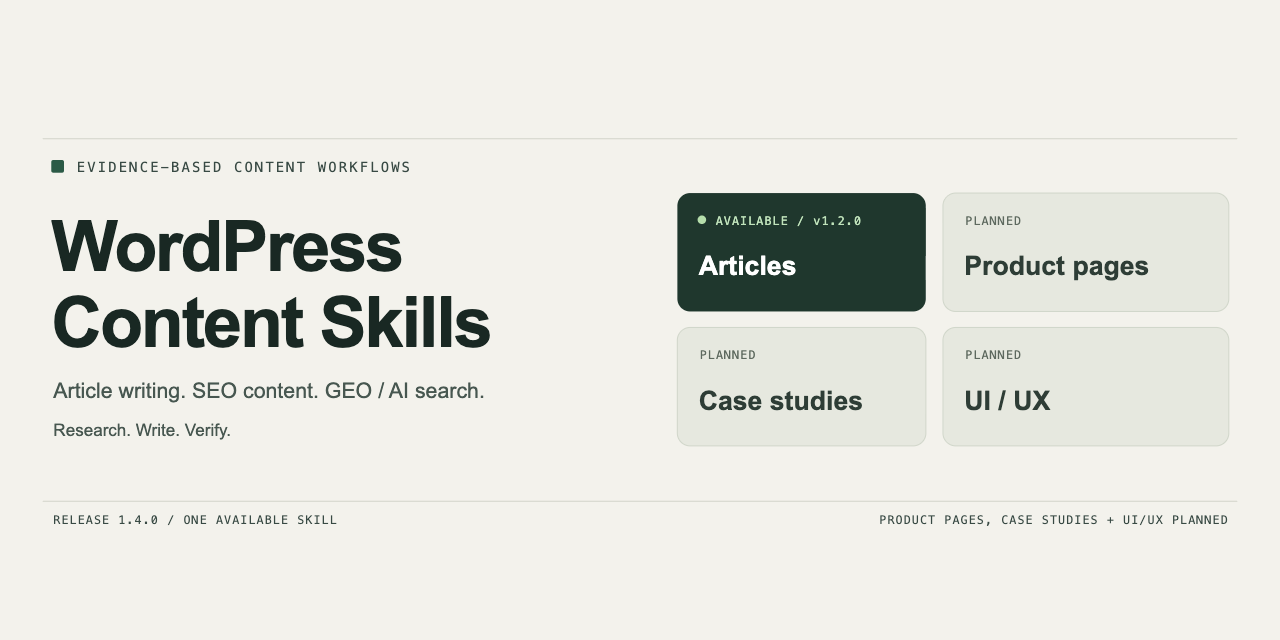 EVIDENCE–BASED CONTENT WORKFLOWS
WordPress
Content Skills
Article writing. SEO content. GEO / AI search.
Research. Write. Verify.
AVAILABLE / v1.2.0
Articles
PLANNED
Product pages
PLANNED
Case studies
PLANNED
UI / UX
RELEASE 1.4.0 / ONE AVAILABLE SKILL
PRODUCT PAGES, CASE STUDIES + UI/UX PLANNED